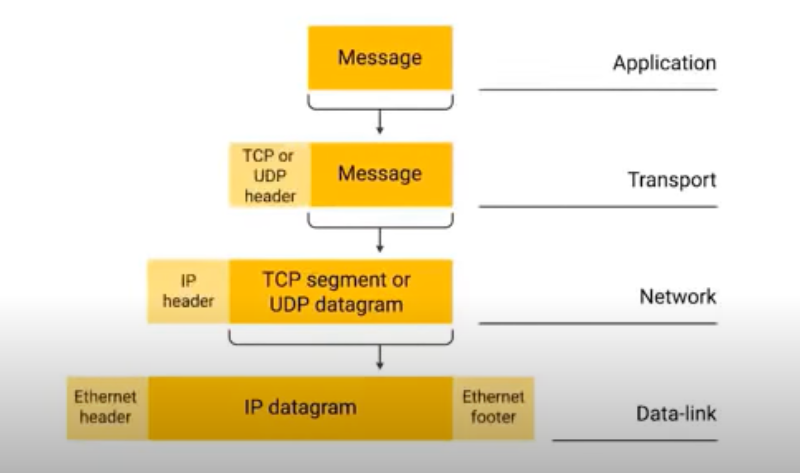 Message
Application
TCP or
UDP
header
Message
Transport
IP
header
TCP segment or
UDP datagram
Network
Ethernet
header
IP datagram
Ethernet
footer
Data-link